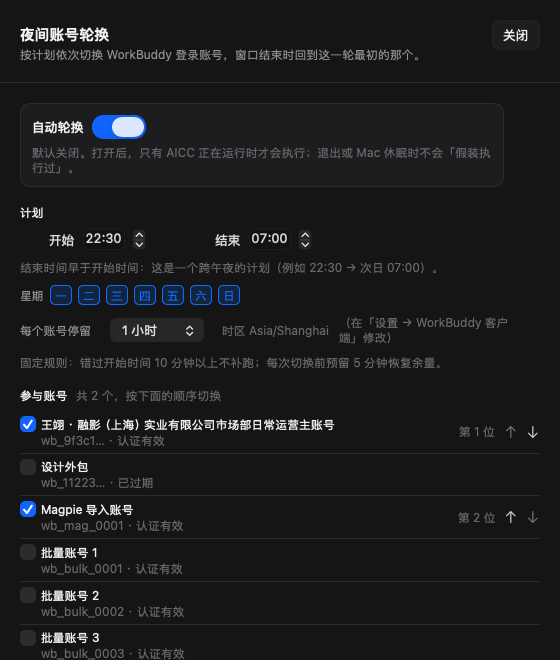 夜间账号轮换
按计划依次切换 WorkBuddy 登录账号，窗口结束时回到这一轮最初的那个。
关闭
自动轮换
默认关闭。打开后，只有 AICC 正在运行时才会执行；退出或 Mac 休眠时不会「假装执
行过」。
计划
开始 22:30 结束 07:00
结束时间早于开始时间：这是一个跨午夜的计划（例如 22:30 → 次日 07:00）。
星期 一 二 三 四 五 六 日
每个账号停留 1 小时 时区 Asia/Shanghai （在「设置 → WorkBuddy 客户
端」修改）
固定规则：错过开始时间 10 分钟以上不补跑；每次切换前预留 5 分钟恢复余量。
参与账号 共 2 个，按下面的顺序切换
王翊 · 融影（上海）实业有限公司市场部日常运营主账号
wb_9f3c1... · 认证有效
第 1 位 ↑ ↓
设计外包
wb_11223... · 已过期
Magpie 导入账号
wb_mag_0001 · 认证有效
第 2 位 ↑ ↓
批量账号 1
wb_bulk_0001 · 认证有效
批量账号 2
wb_bulk_0002 · 认证有效
批量账号 3
wb_bulk_0003 · 认证有效